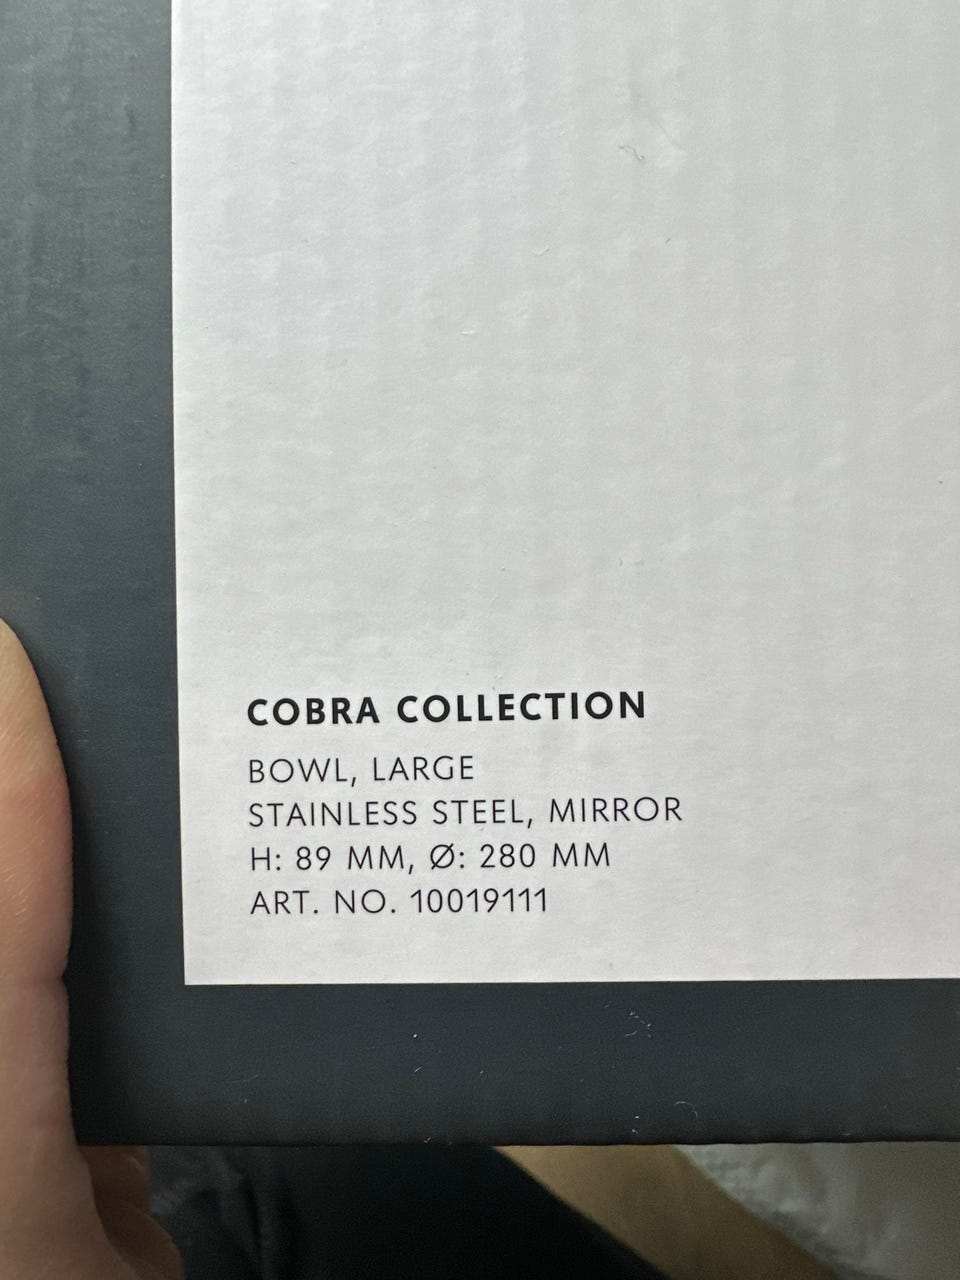 COBRA COLLECTION
BOWL, LARGE
STAINLESS STEEL, MIRROR
H: 89 MM, Ø: 280 MM
ART. NO. 10019111